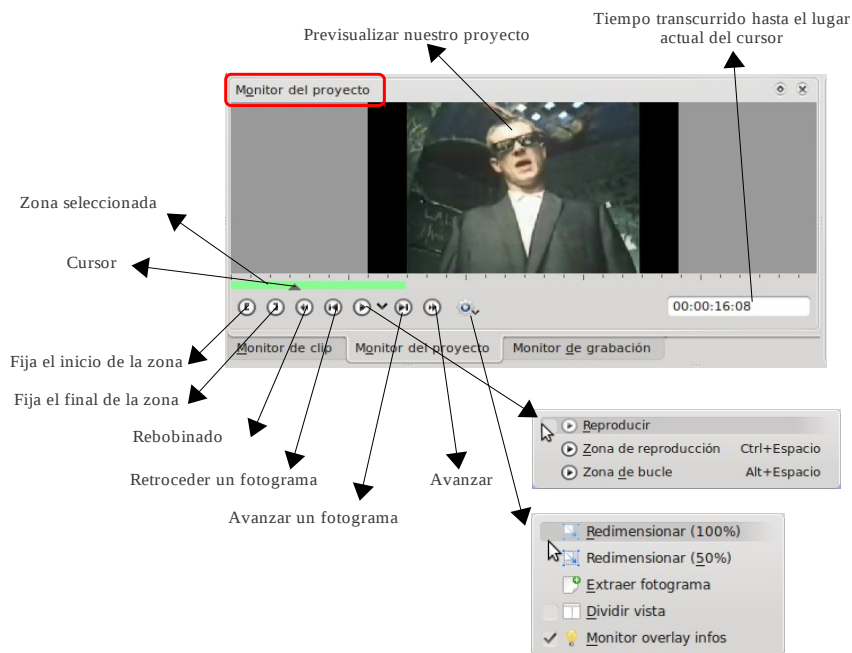 Tiempo transcurrido hasta el lugar
actual del cursor
Previsualizar nuestro proyecto
Monitor del proyecto
Zona seleccionada
Cursor
00:00:16:08
Monitor de clip
Monitor del proyecto
Monitor de grabación
Fija el inicio de la zona
Fija el final de la zona
Rebobinado
Retroceder un fotograma
Avanzar un fotograma
Avanzar
Reproducir
Zona de reproducción Ctrl+Espacio
Zona de bucle Alt+Espacio
Redimensionar (100%)
Redimensionar (50%)
Extraer fotograma
Dividir vista
Monitor overlay infos